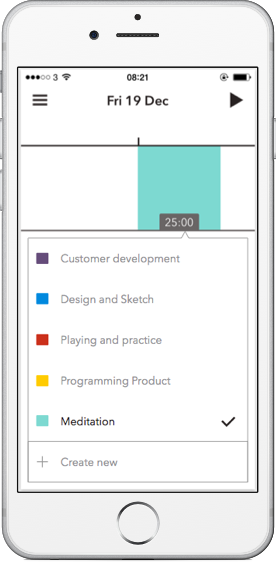 3 08:21
Fri 19 Dec
25:00
Customer development
Design and Sketch
Playing and practice
Programming Product
Meditation
Create new